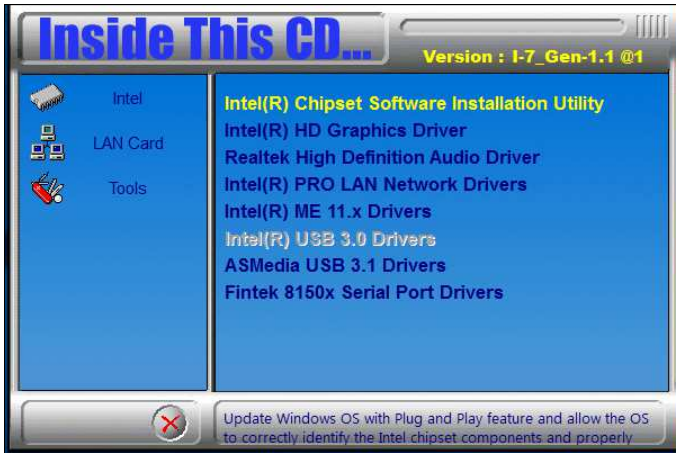 Inside This CD...
Version : I-7_Gen-1.1 @1
Intel
LAN Card
Tools
Intel(R) Chipset Software Installation Utility
Intel(R) HD Graphics Driver
Realtek High Definition Audio Driver
Intel(R) PRO LAN Network Drivers
Intel(R) ME 11.x Drivers
Intel(R) USB 3.0 Drivers
ASMedia USB 3.1 Drivers
Fintek 8150x Serial Port Drivers
Update Windows OS with Plug and Play feature and allow the OS
to correctly identify the Intel chipset components and properly